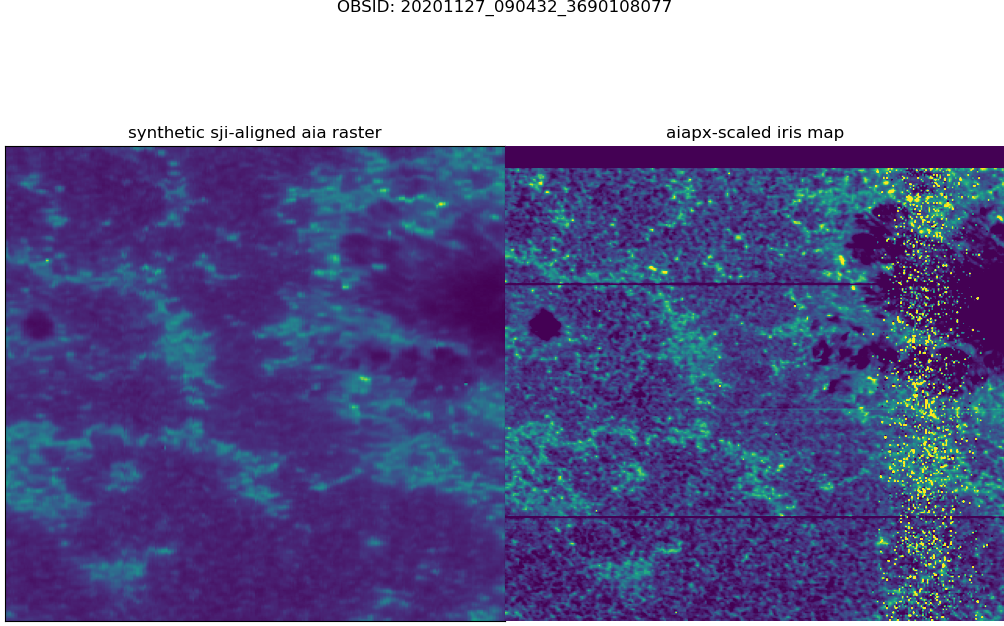 OBSID: 20201127_090432_3690108077
synthetic sji-aligned aia raster
aiapx-scaled iris map